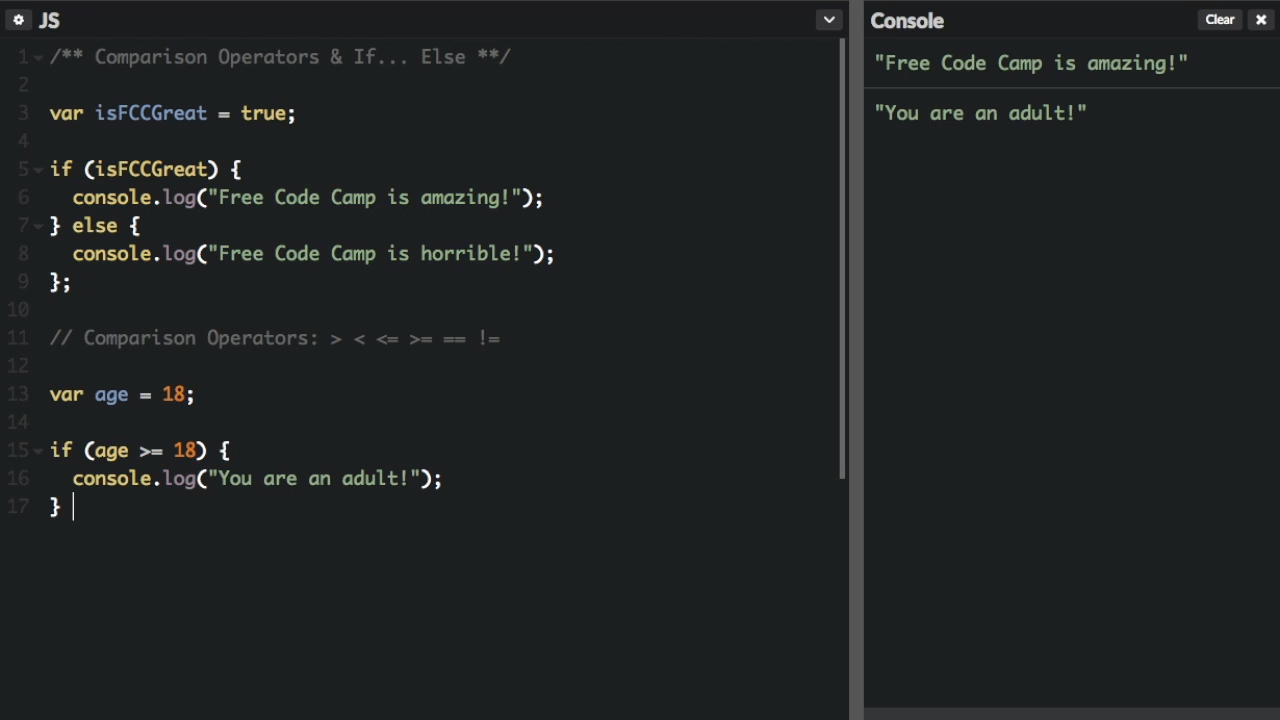 JS
1 /** Comparison Operators & If... Else **/
2
3 var isFCCGreat = true;
4
5 if (isFCCGreat) {
6 console.log("Free Code Camp is amazing!");
7 } else {
8 console.log("Free Code Camp is horrible!");
9 };
10
11 // Comparison Operators: > < <= >= == !=
12
13 var age = 18;
14
15 if (age >= 18) {
16 console.log("You are an adult!");
17 }
Console
Clear
"Free Code Camp is amazing!"
"You are an adult!"